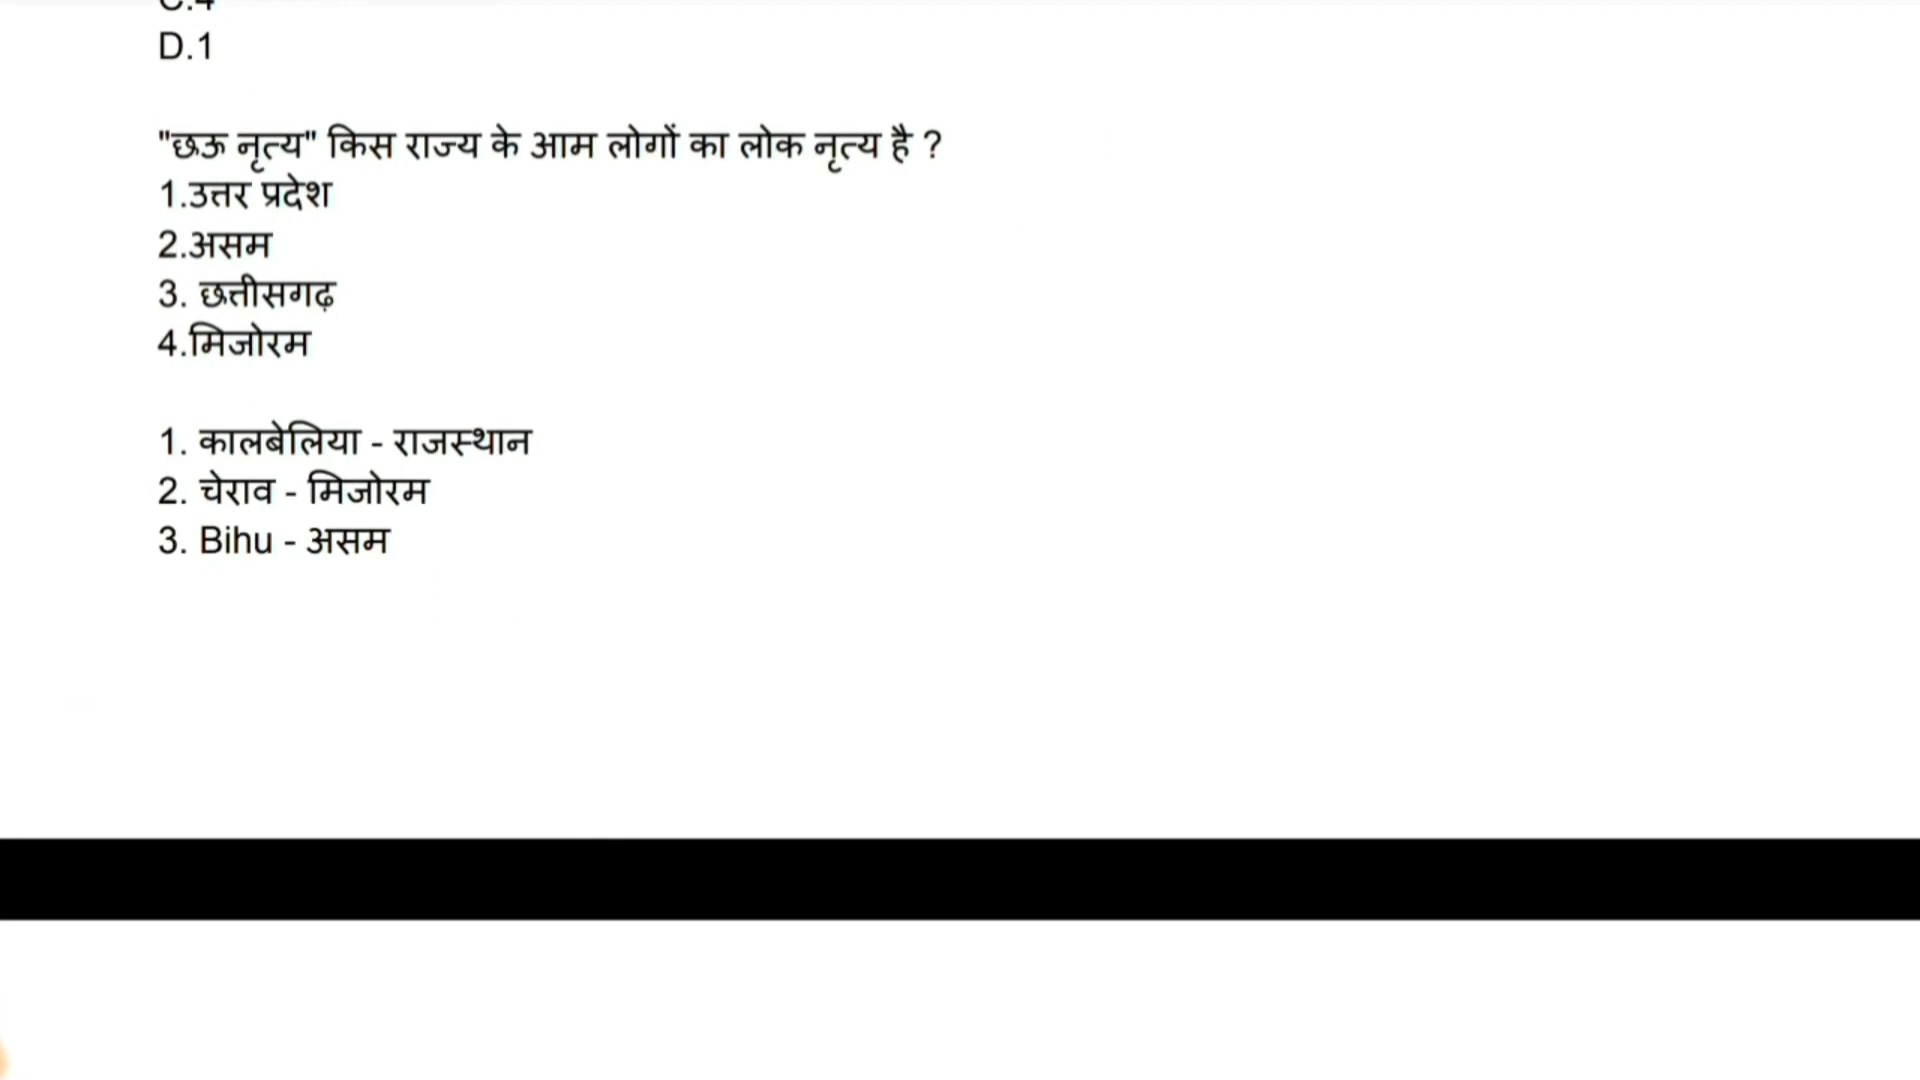 C.4
D.1
"छऊ नृत्य" किस राज्य के आम लोगों का लोक नृत्य है ?
1.उत्तर प्रदेश
2.असम
3. छत्तीसगढ़
4.मिजोरम
1. कालबेलिया - राजस्थान
2. चेराव - मिजोरम
3. Bihu - असम